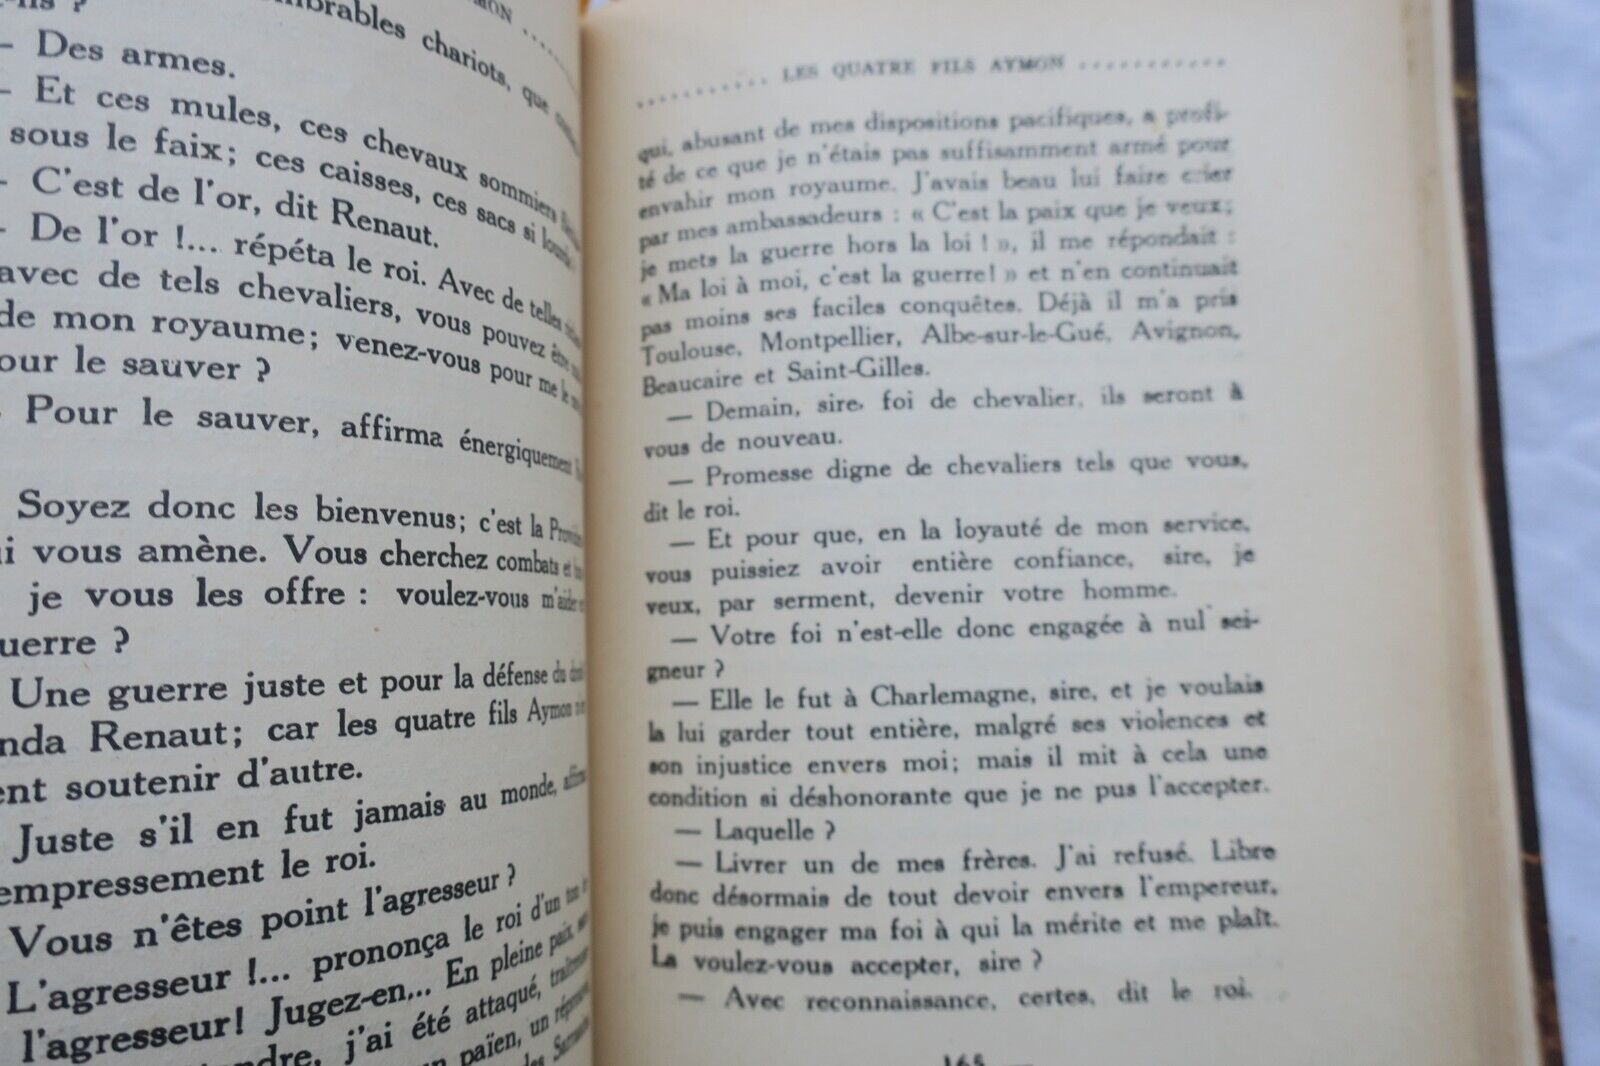 -ils ?
— Des armes.
mbrables chariots, que
— Et ces mules, ces chevaux sommiers
sous le faix ; ces caisses, ces sacs si lourds
— C'est de l'or, dit Renaut.
— De l'or !... répéta le roi. Avec de telles
avec de tels chevaliers, vous pouvez être
de mon royaume ; venez-vous pour me le
our le sauver ?
Pour le sauver, affirma énergiquement
Soyez donc les bienvenus ; c'est la
ui vous amène. Vous cherchez combats et
je vous les offre : voulez-vous m'aider
uerre ?
Une guerre juste et pour la défense du
nda Renaut ; car les quatre fils Aymon
ent soutenir d'autre.
Juste s'il en fut jamais au monde, affirma
empressement le roi.
Vous n'êtes point l'agresseur ?
L'agresseur !... prononça le roi d'un ton
l'agresseur ! Jugez-en... En pleine paix,
j'ai été attaqué,
païen, un
LES QUATRE FILS AYMON
qui, abusant de mes dispositions pacifiques, a profi-
té de ce que je n'étais pas suffisamment armé pour
envahir mon royaume. J'avais beau lui faire crier
par mes ambassadeurs : « C'est la paix que je veux ;
je mets la guerre hors la loi ! », il me répondait :
« Ma loi à moi, c'est la guerre ! » et n'en continuait
pas moins ses faciles conquêtes. Déjà il m'a pris
Toulouse, Montpellier, Albe-sur-le-Gué, Avignon,
Beaucaire et Saint-Gilles.
— Demain, sire, foi de chevalier, ils seront à
vous de nouveau.
— Promesse digne de chevaliers tels que vous,
dit le roi.
— Et pour que, en la loyauté de mon service,
vous puissiez avoir entière confiance, sire, je
veux, par serment, devenir votre homme.
— Votre foi n'est-elle donc engagée à nul sei-
gneur ?
— Elle le fut à Charlemagne, sire, et je voulais
la lui garder tout entière, malgré ses violences et
son injustice envers moi ; mais il mit à cela une
condition si déshonorante que je ne pus l'accepter.
— Laquelle ?
— Livrer un de mes frères. J'ai refusé. Libre
donc désormais de tout devoir envers l'empereur,
je puis engager ma foi à qui la mérite et me plaît.
La voulez-vous accepter, sire ?
— Avec reconnaissance, certes, dit le roi.
165